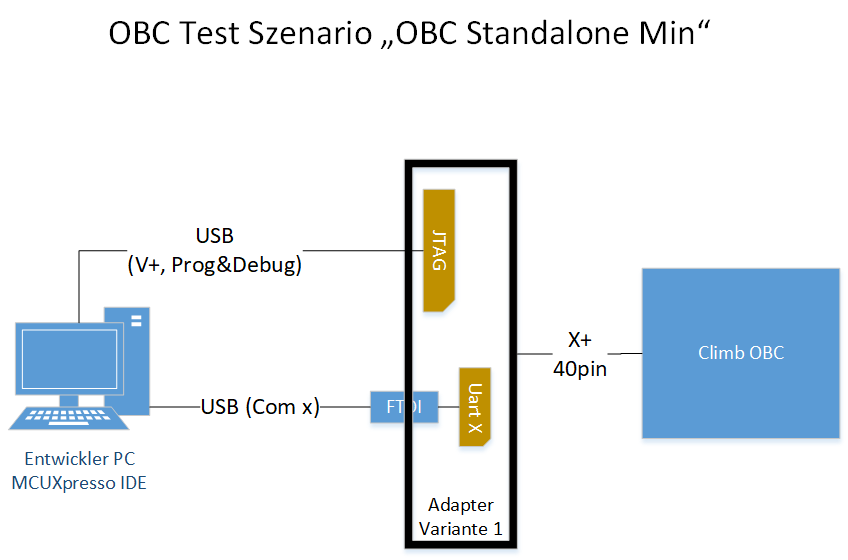 OBC Test Szenario „OBC Standalone Min“
USB
(V+, Prog&Debug)
JTAG
X+
40pin
Climb OBC
USB (Com x)
FTDI
Uart X
Entwickler PC
MCUXpresso IDE
Adapter
Variante 1